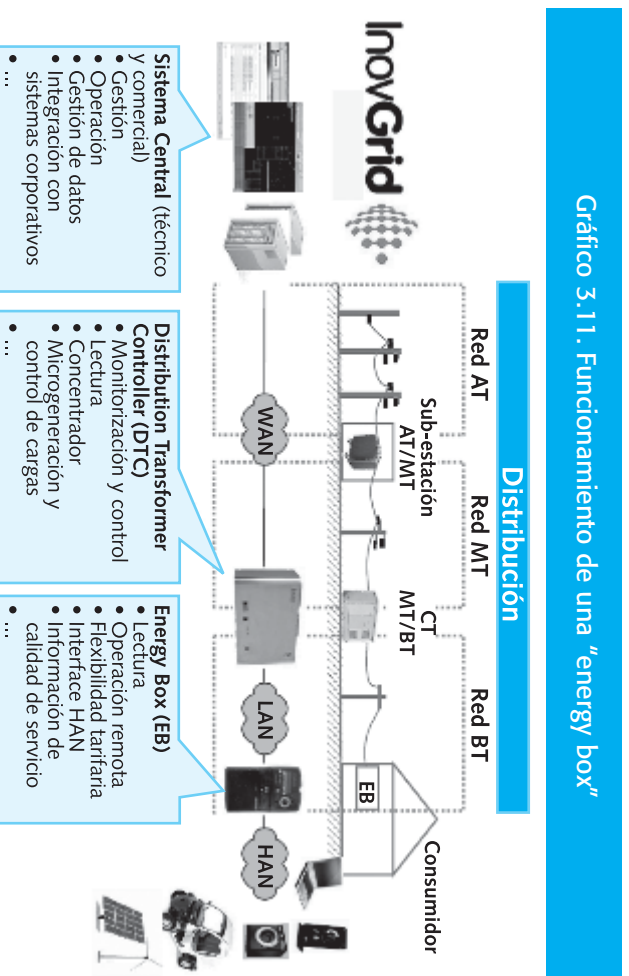 Gráfico 3.11. Funcionamiento de una "energy box"
InovGrid
Distribución
Red AT
Sub-estación
AT/MT
Red MT
CT
MT/BT
Red BT
Consumidor
EB
WAN
LAN
HAN
Sistema Central (técnico
y comercial)
• Gestión
• Operación
• Gestión de datos
• Integración con
sistemas corporativos
• ...
Distribution Transformer
Controller (DTC)
• Monitorización y control
• Lectura
• Concentrador
• Microgeneración y
control de cargas
• ...
Energy Box (EB)
• Lectura
• Operación remota
• Flexibilidad tarifaria
• Interface HAN
• Información de
calidad de servicio
• ...